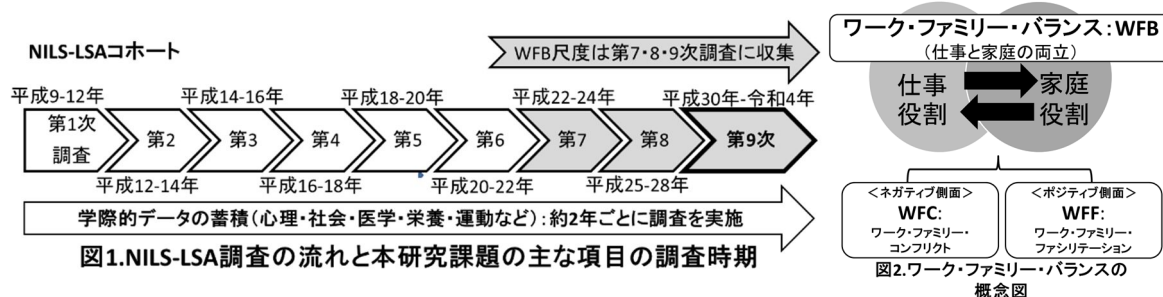 NILS-LSAコホート
WFB尺度は第7・8・9次調査に収集
平成9-12年
平成14-16年
平成18-20年
平成22-24年
平成30年-令和4年
第1次
調査
第2
第3
第4
第5
第6
第7
第8
第9次
平成12-14年
平成16-18年
平成20-22年
平成25-28年
学際的データの蓄積(心理・社会・医学・栄養・運動など):約2年ごとに調査を実施
図1.NILS-LSA調査の流れと本研究課題の主な項目の調査時期
ワーク・ファミリー・バランス:WFB
(仕事と家庭の両立)
仕事
役割
家庭
役割
<ネガティブ側面>
WFC:
ワーク・ファミリー・
コンフリクト
<ポジティブ側面>
WFF:
ワーク・ファミリー・
ファシリテーション
図2.ワーク・ファミリー・バランスの
概念図